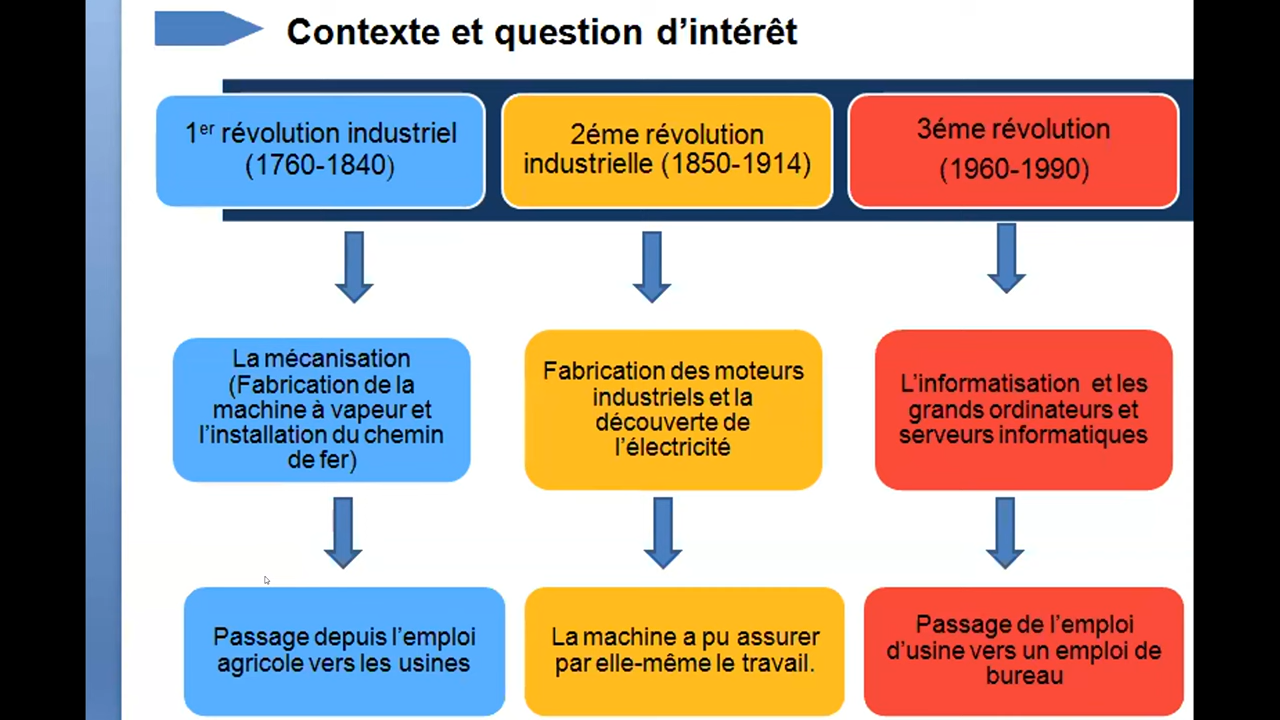 Contexte et question d'intérêt
1er révolution industriel
(1760-1840)
2éme révolution
industrielle (1850-1914)
3éme révolution
(1960-1990)
La mécanisation
(Fabrication de la
machine à vapeur et
l'installation du chemin
de fer)
Fabrication des moteurs
industriels et la
découverte de
l'électricité
L'informatisation et les
grands ordinateurs et
serveurs informatiques
Passage depuis l'emploi
agricole vers les usines
La machine a pu assurer
par elle-même le travail.
Passage de l'emploi
d'usine vers un emploi de
bureau